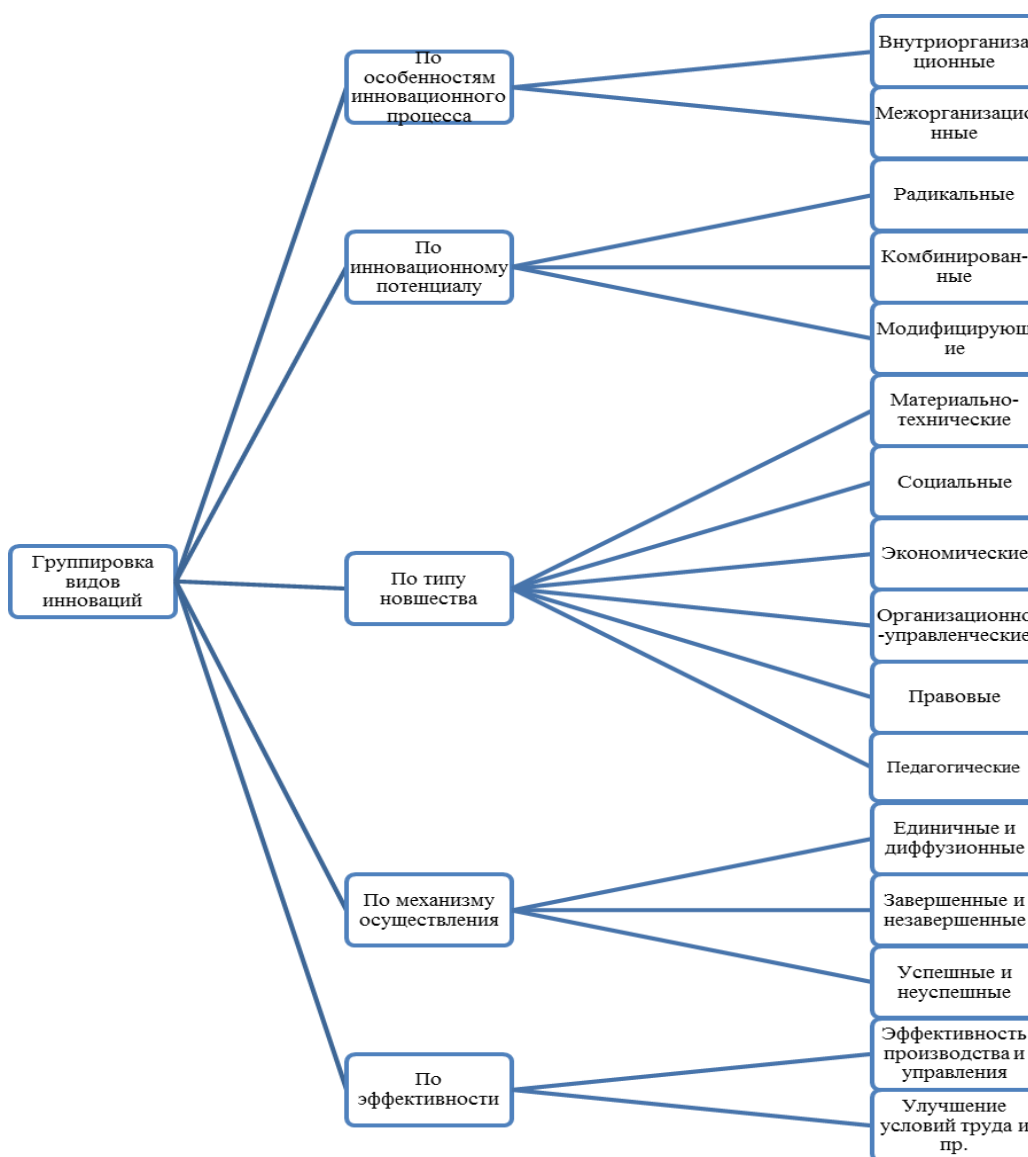 Группировка
видов
инноваций
По
особенностям
инновационного
процесса
Внутриорганиза
ционные
Межорганизацио
нные
По
инновационному
потенциалу
Радикальные
Комбинирован-
ные
Модифицирующ
ие
По типу
новшества
Материально-
технические
Социальные
Экономические
Организационно
-управленческие
Правовые
Педагогические
По механизму
осуществления
Единичные и
диффузионные
Завершенные и
незавершенные
Успешные и
неуспешные
По
эффективности
Эффективность
производства и
управления
Улучшение
условий труда и
пр.